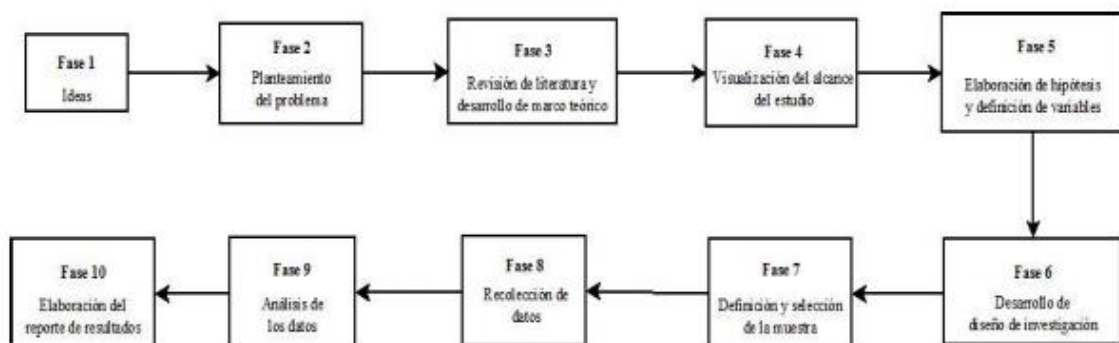 Fase 1
Ideas
Fase 2
Planteamiento
del problema
Fase 3
Revisión de literatura y
desarrollo de marco teórico
Fase 4
Visualización del alcance
del estudio
Fase 5
Elaboración de hipótesis
y definición de variables
Fase 6
Desarrollo de
diseño de investigación
Fase 7
Definición y selección
de la muestra
Fase 8
Recolección de
datos
Fase 9
Análisis de
los datos
Fase 10
Elaboración del
reporte de resultados